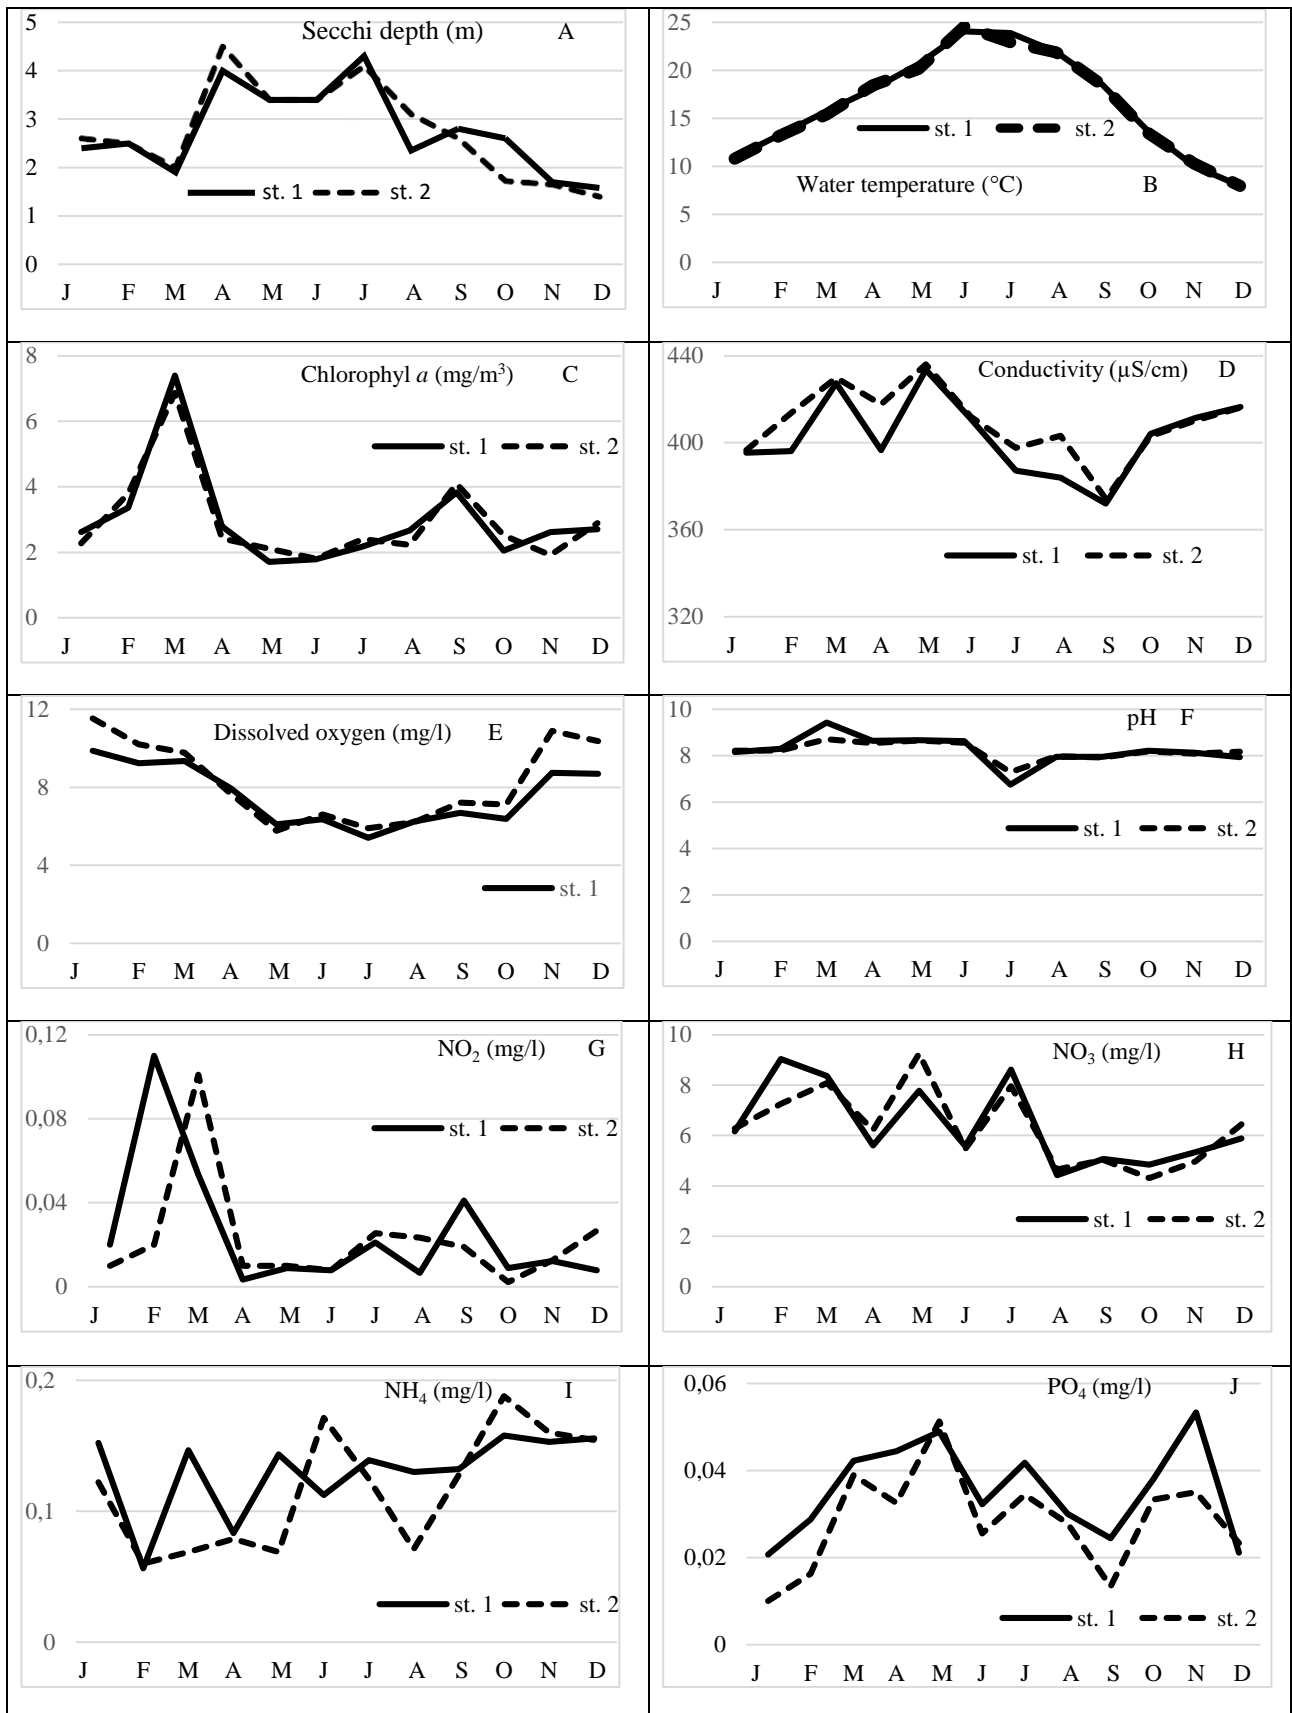 Secchi depth (m) A
5
4
3
2
1
0
st. 1 st. 2
J F M A M J J A S O N D
25
20
15
10
5
0
st. 1 st. 2
Water temperature (°C) B
J F M A M J J A S O N D
Chlorophyl a (mg/m³) C
8
6
4
2
0
st. 1 st. 2
J F M A M J J A S O N D
Conductivity (µS/cm) D
440
400
360
320
st. 1 st. 2
J F M A M J J A S O N D
Dissolved oxygen (mg/l) E
12
8
4
0
st. 1
J F M A M J J A S O N D
pH F
10
8
6
4
2
0
st. 1 st. 2
J F M A M J J A S O N D
NO₂ (mg/l) G
0,12
0,08
0,04
0
st. 1 st. 2
J F M A M J J A S O N D
NO₃ (mg/l) H
10
8
6
4
2
0
st. 1 st. 2
J F M A M J J A S O N D
NH₄ (mg/l) I
0,2
0,1
0
st. 1 st. 2
J F M A M J J A S O N D
PO₄ (mg/l) J
0,06
0,04
0,02
0
st. 1 st. 2
J F M A M J J A S O N D